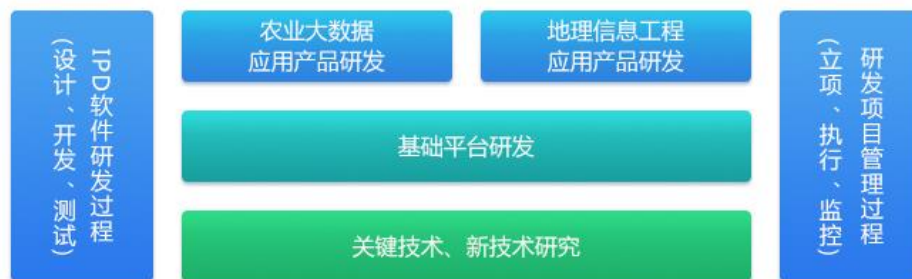 IPD软件研发过程
(设计、开发、测试)
农业大数据
应用产品研发
地理信息工程
应用产品研发
基础平台研发
关键技术、新技术研究
研发项目管理过程
(立项、执行、监控)